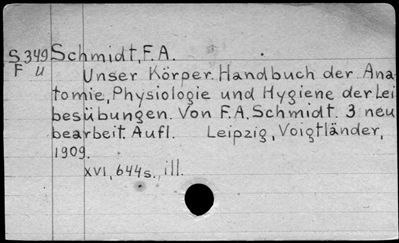 S 349 Schmidt, F. A.
F u Unser Körper. Handbuch der Ana-
tomie, Physiologie und Hygiene der Lei
besübungen. Von F. A. Schmidt. 3 neu
bearbeit. Aufl. Leipzig, Voigtländer,
1909.
XVI, 644 s., ill.